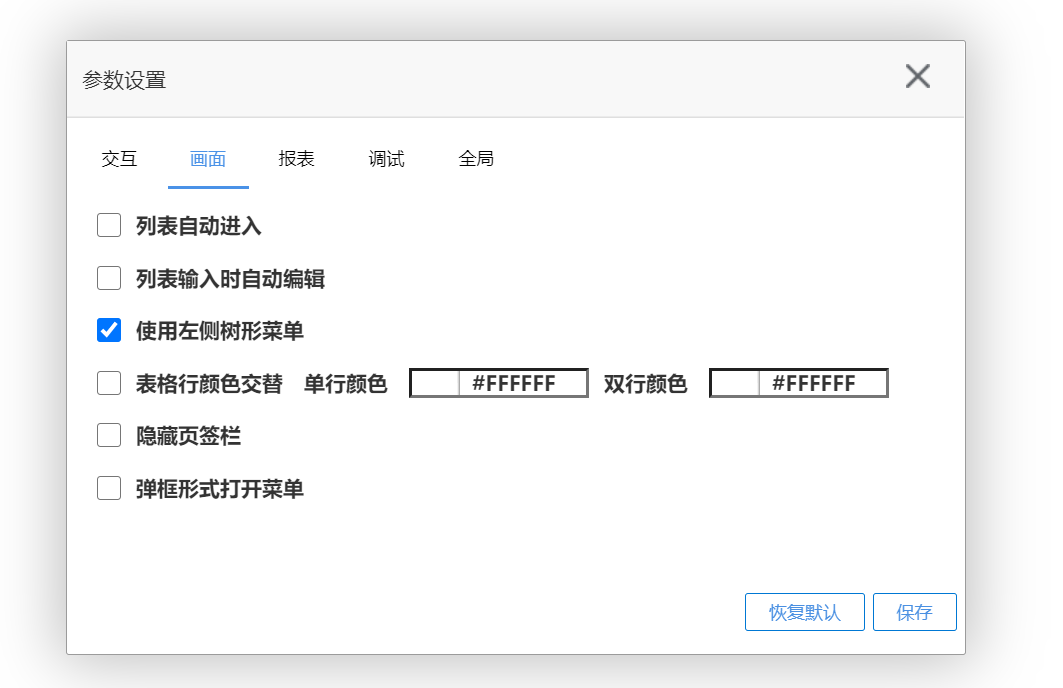 参数设置
交互 画面 报表 调试 全局
列表自动进入
列表输入时自动编辑
使用左侧树形菜单
表格行颜色交替 单行颜色 #FFFFFF 双行颜色 #FFFFFF
隐藏页签栏
弹框形式打开菜单
恢复默认 保存